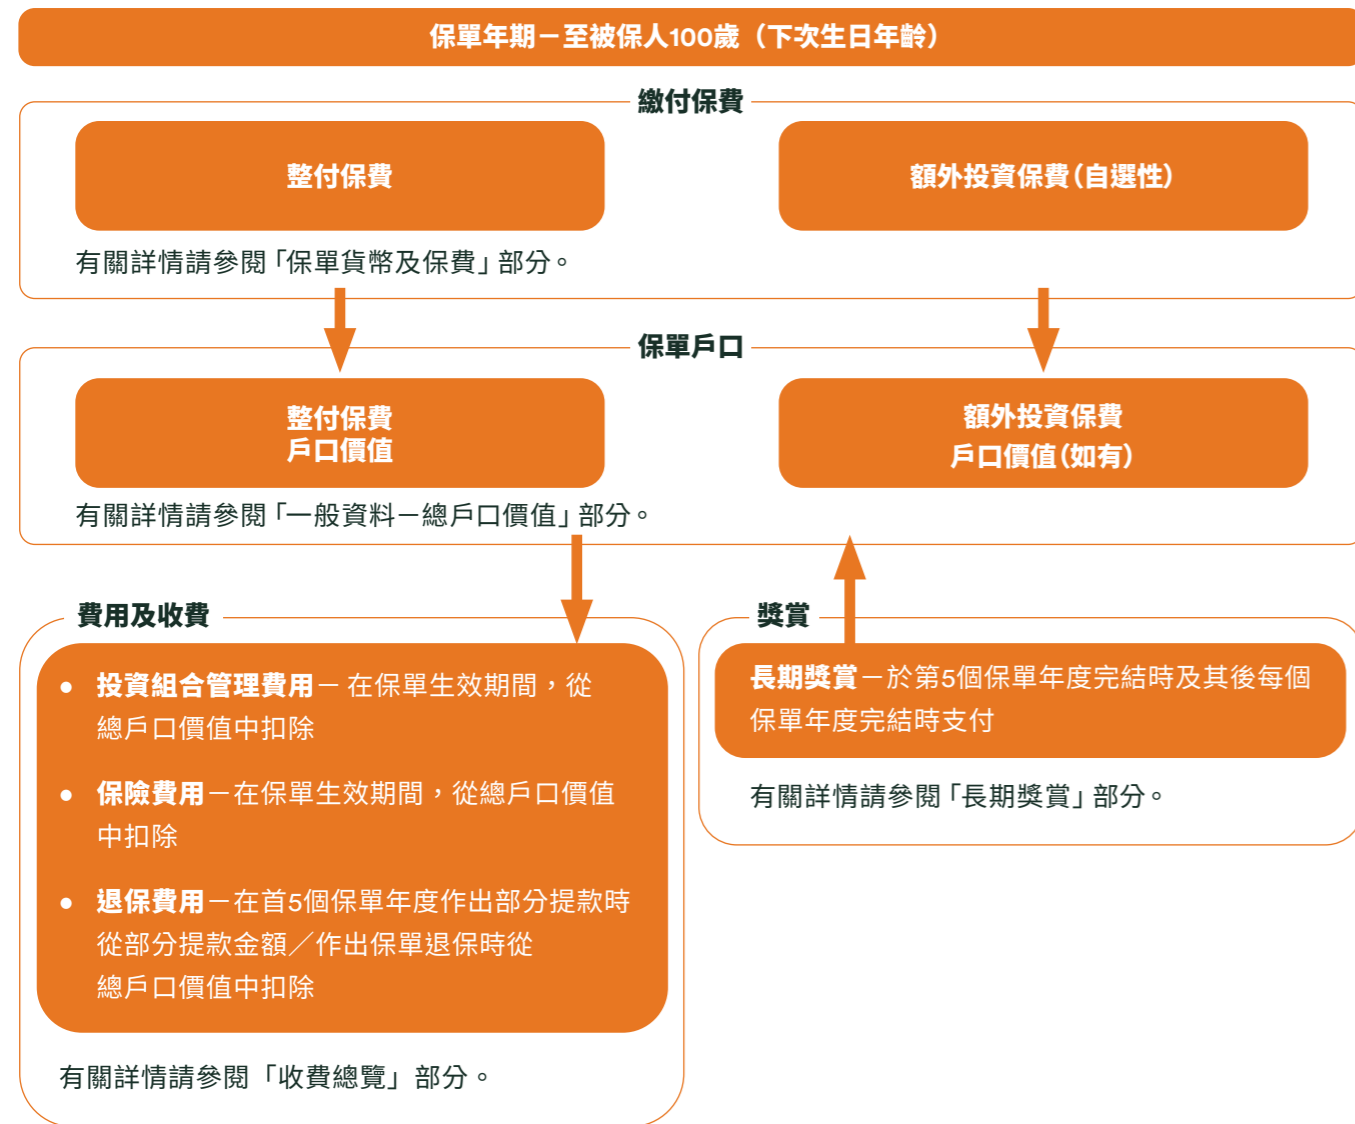 保單年期－至被保人100歲（下次生日年齡）
繳付保費
整付保費
額外投資保費（自選性）
有關詳情請參閱「保單貨幣及保費」部分。
保單戶口
整付保費
戶口價值
額外投資保費
戶口價值（如有）
有關詳情請參閱「一般資料－總戶口價值」部分。
費用及收費
● 投資組合管理費用－ 在保單生效期間，從
總戶口價值中扣除
● 保險費用－在保單生效期間，從總戶口價值
中扣除
● 退保費用－在首5個保單年度作出部分提款時
從部分提款金額／作出保單退保時從
總戶口價值中扣除
有關詳情請參閱「收費總覽」部分。
獎賞
長期獎賞－於第5個保單年度完結時及其後每個
保單年度完結時支付
有關詳情請參閱「長期獎賞」部分。